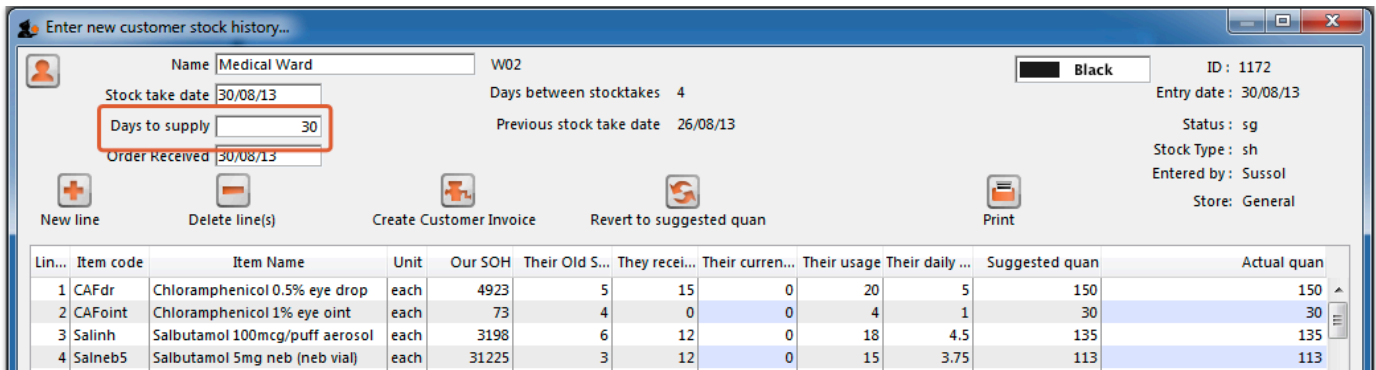 Enter new customer stock history...
Name Medical Ward W02 Black ID : 1172
Stock take date 30/08/13 Days between stocktakes 4 Entry date : 30/08/13
Days to supply 30 Previous stock take date 26/08/13 Status : sg
Order Received 30/08/13 Stock Type : sh
Entered by : Sussol
Store: General
New line Delete line(s) Create Customer Invoice Revert to suggested quan Print
Lin... Item code Item Name Unit Our SOH Their Old S... They recei... Their curren... Their usage Their daily ... Suggested quan Actual quan
1 CAFdr Chloramphenicol 0.5% eye drop each 4923 5 15 0 20 5 150 150
2 CAFoint Chloramphenicol 1% eye oint each 73 4 0 0 4 1 30 30
3 Salinh Salbutamol 100mcg/puff aerosol each 3198 6 12 0 18 4.5 135 135
4 Salneb5 Salbutamol 5mg neb (neb vial) each 31225 3 12 0 15 3.75 113 113